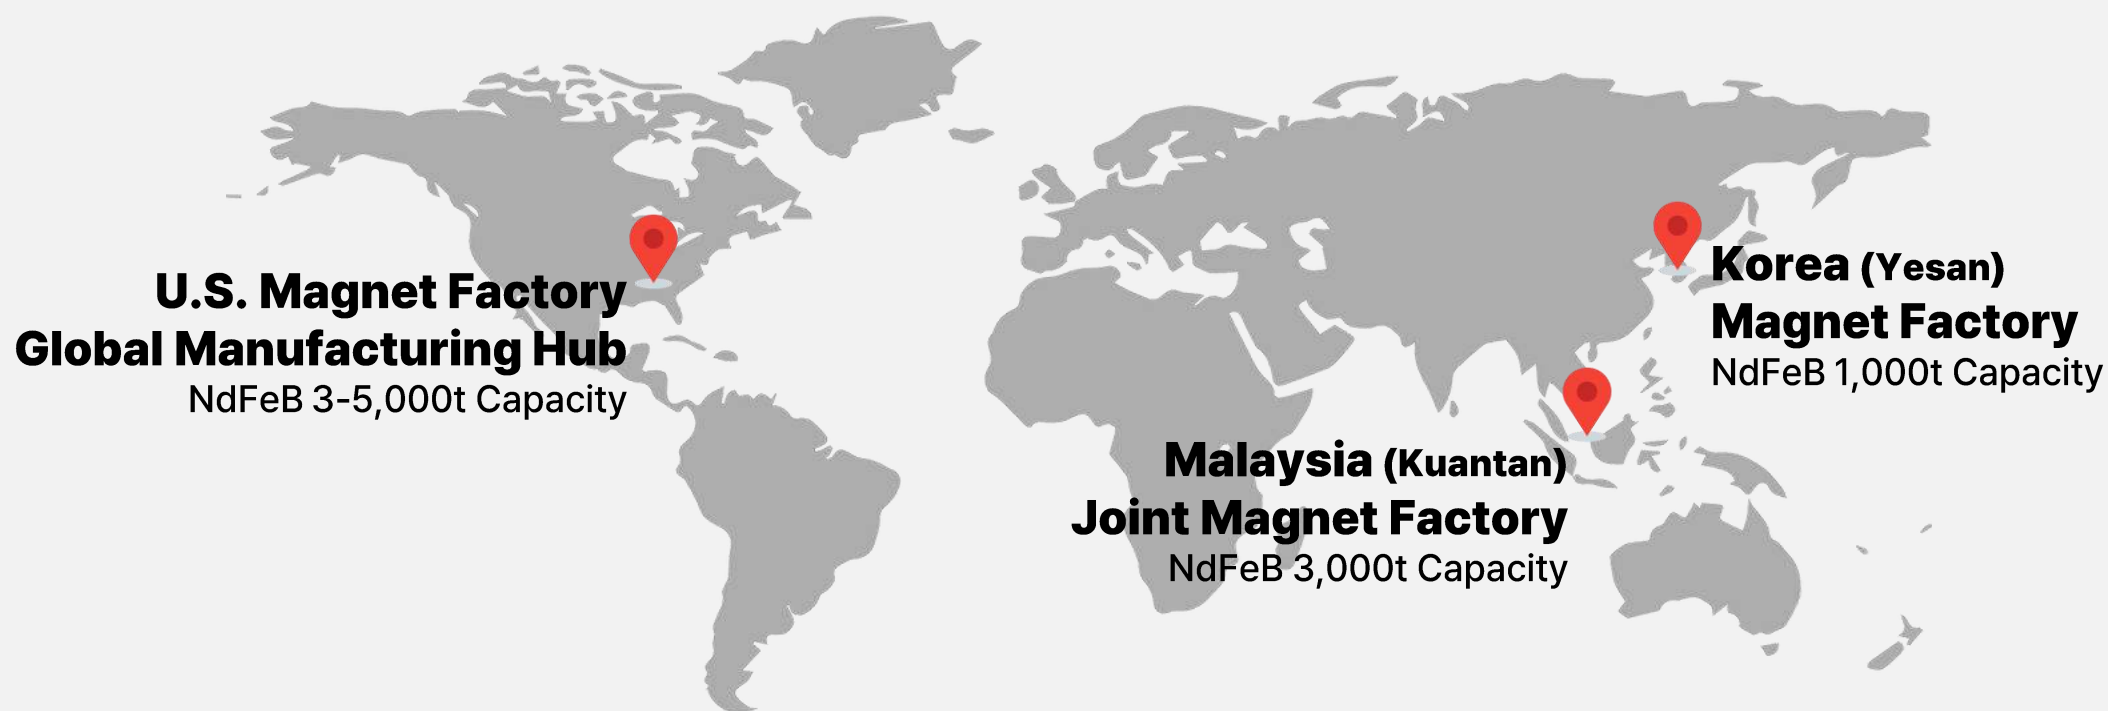 U.S. Magnet Factory
Global Manufacturing Hub
NdFeB 3-5,000t Capacity
Korea (Yesan)
Magnet Factory
NdFeB 1,000t Capacity
Malaysia (Kuantan)
Joint Magnet Factory
NdFeB 3,000t Capacity